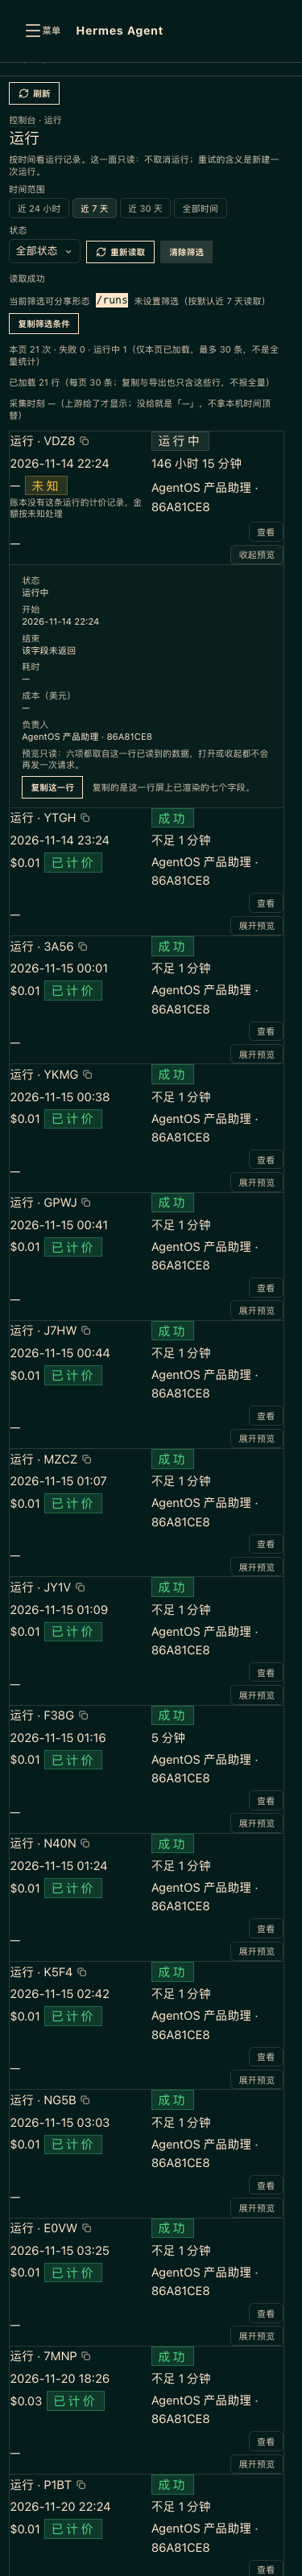 菜单 Hermes Agent
刷新
控制台 · 运行
运行
按时间看运行记录。这一面只读：不取消运行；重试的含义是新建一次运行。
时间范围
近 24 小时 近 7 天 近 30 天 全部时间
状态
全部状态 重新读取 清除筛选
读取成功
当前筛选可分享形态 /runs 未设置筛选（按默认近 7 天读取）
复制筛选条件
本页 21 次 · 失败 0 · 运行中 1（仅本页已加载，最多 30 条，不是全量统计）
已加载 21 行（每页 30 条；复制与导出也只含这些行，不报全量）
采集时刻 —（上游给了才显示；没给就是「—」，不拿本机时间顶替）
运行 · VDZ8 运行中
2026-11-14 22:24 146 小时 15 分钟
— 未知 AgentOS 产品助理 · 86A81CE8
账本没有这条运行的计价记录，金额按未知处理
查看
—
收起预览
状态
运行中
开始
2026-11-14 22:24
结束
该字段未返回
耗时
—
成本（美元）
—
负责人
AgentOS 产品助理 · 86A81CE8
预览只读：六项都取自这一行已读到的数据，打开或收起都不会再发一次请求。
复制这一行 复制的是这一行屏上已渲染的七个字段。
运行 · YTGH 成功
2026-11-14 23:24 不足 1 分钟
$0.01 已计价 AgentOS 产品助理 · 86A81CE8
查看
—
展开预览
运行 · 3A56 成功
2026-11-15 00:01 不足 1 分钟
$0.01 已计价 AgentOS 产品助理 · 86A81CE8
查看
—
展开预览
运行 · YKMG 成功
2026-11-15 00:38 不足 1 分钟
$0.01 已计价 AgentOS 产品助理 · 86A81CE8
查看
—
展开预览
运行 · GPWJ 成功
2026-11-15 00:41 不足 1 分钟
$0.01 已计价 AgentOS 产品助理 · 86A81CE8
查看
—
展开预览
运行 · J7HW 成功
2026-11-15 00:44 不足 1 分钟
$0.01 已计价 AgentOS 产品助理 · 86A81CE8
查看
—
展开预览
运行 · MZCZ 成功
2026-11-15 01:07 不足 1 分钟
$0.01 已计价 AgentOS 产品助理 · 86A81CE8
查看
—
展开预览
运行 · JY1V 成功
2026-11-15 01:09 不足 1 分钟
$0.01 已计价 AgentOS 产品助理 · 86A81CE8
查看
—
展开预览
运行 · F38G 成功
2026-11-15 01:16 5 分钟
$0.01 已计价 AgentOS 产品助理 · 86A81CE8
查看
—
展开预览
运行 · N40N 成功
2026-11-15 01:24 不足 1 分钟
$0.01 已计价 AgentOS 产品助理 · 86A81CE8
查看
—
展开预览
运行 · K5F4 成功
2026-11-15 02:42 不足 1 分钟
$0.01 已计价 AgentOS 产品助理 · 86A81CE8
查看
—
展开预览
运行 · NG5B 成功
2026-11-15 03:03 不足 1 分钟
$0.01 已计价 AgentOS 产品助理 · 86A81CE8
查看
—
展开预览
运行 · E0VW 成功
2026-11-15 03:25 不足 1 分钟
$0.01 已计价 AgentOS 产品助理 · 86A81CE8
查看
—
展开预览
运行 · 7MNP 成功
2026-11-20 18:26 不足 1 分钟
$0.03 已计价 AgentOS 产品助理 · 86A81CE8
查看
—
展开预览
运行 · P1BT 成功
2026-11-20 22:24 不足 1 分钟
$0.01 已计价 AgentOS 产品助理 · 86A81CE8
查看